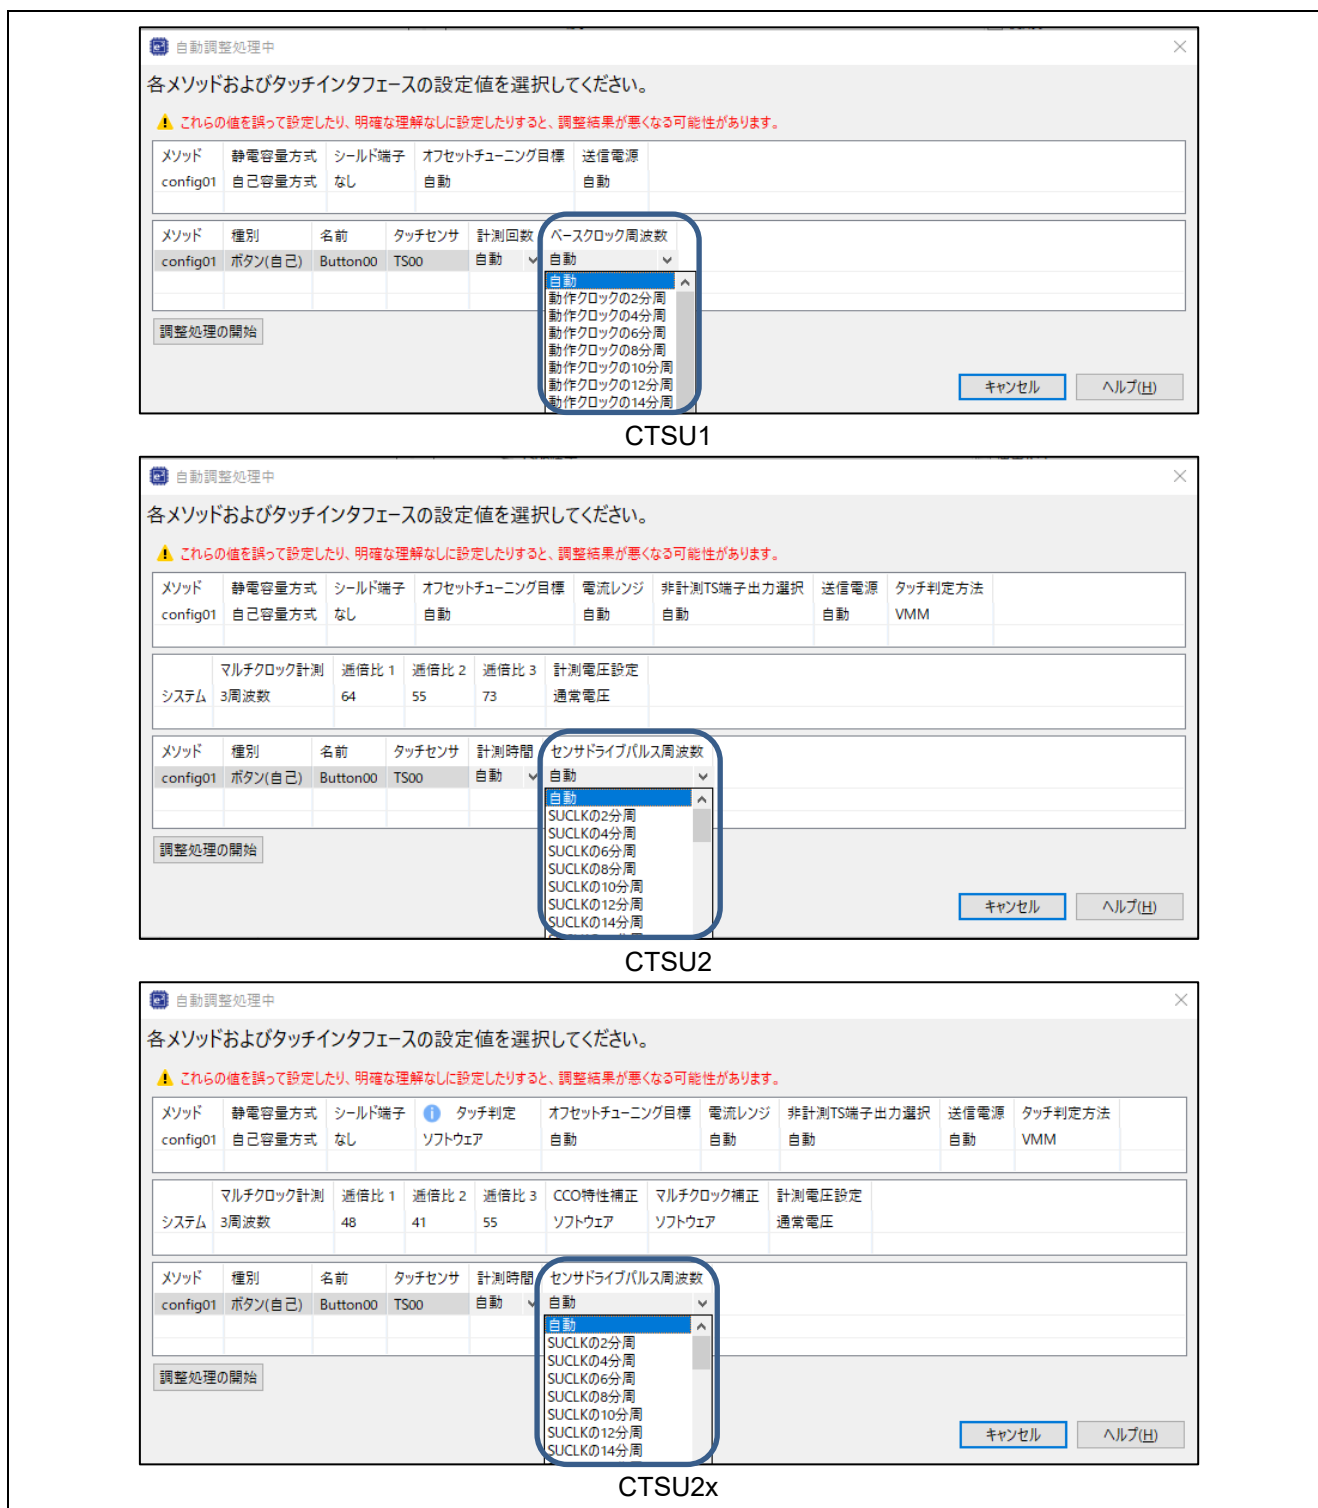 自動調整処理中
各メソッドおよびタッチインタフェースの設定値を選択してください。
これらの値を誤って設定したり、明確な理解なしに設定したりすると、調整結果が悪くなる可能性があります。
メソッド 静電容量方式 シールド端子 オフセットチューニング目標 送信電源
config01 自己容量方式 なし 自動 自動
メソッド 種別 名前 タッチセンサ 計測回数 ベースクロック周波数
config01 ボタン(自己) Button00 TS00 自動 自動
自動
動作クロックの2分周
動作クロックの4分周
動作クロックの6分周
動作クロックの8分周
動作クロックの10分周
動作クロックの12分周
動作クロックの14分周
調整処理の開始
キャンセル ヘルプ(H)
CTSU1
自動調整処理中
各メソッドおよびタッチインタフェースの設定値を選択してください。
これらの値を誤って設定したり、明確な理解なしに設定したりすると、調整結果が悪くなる可能性があります。
メソッド 静電容量方式 シールド端子 オフセットチューニング目標 電流レンジ 非計測TS端子出力選択 送信電源 タッチ判定方法
config01 自己容量方式 なし 自動 自動 自動 自動 VMM
マルチクロック計測 逓倍比 1 逓倍比 2 逓倍比 3 計測電圧設定
システム 3周波数 64 55 73 通常電圧
メソッド 種別 名前 タッチセンサ 計測時間 センサドライブパルス周波数
config01 ボタン(自己) Button00 TS00 自動 自動
自動
SUCLKの2分周
SUCLKの4分周
SUCLKの6分周
SUCLKの8分周
SUCLKの10分周
SUCLKの12分周
SUCLKの14分周
調整処理の開始
キャンセル ヘルプ(H)
CTSU2
自動調整処理中
各メソッドおよびタッチインタフェースの設定値を選択してください。
これらの値を誤って設定したり、明確な理解なしに設定したりすると、調整結果が悪くなる可能性があります。
メソッド 静電容量方式 シールド端子 タッチ判定 オフセットチューニング目標 電流レンジ 非計測TS端子出力選択 送信電源 タッチ判定方法
config01 自己容量方式 なし ソフトウェア 自動 自動 自動 自動 VMM
マルチクロック計測 逓倍比 1 逓倍比 2 逓倍比 3 CCO特性補正 マルチクロック補正 計測電圧設定
システム 3周波数 48 41 55 ソフトウェア ソフトウェア 通常電圧
メソッド 種別 名前 タッチセンサ 計測時間 センサドライブパルス周波数
config01 ボタン(自己) Button00 TS00 自動 自動
自動
SUCLKの2分周
SUCLKの4分周
SUCLKの6分周
SUCLKの8分周
SUCLKの10分周
SUCLKの12分周
SUCLKの14分周
調整処理の開始
キャンセル ヘルプ(H)
CTSU2x